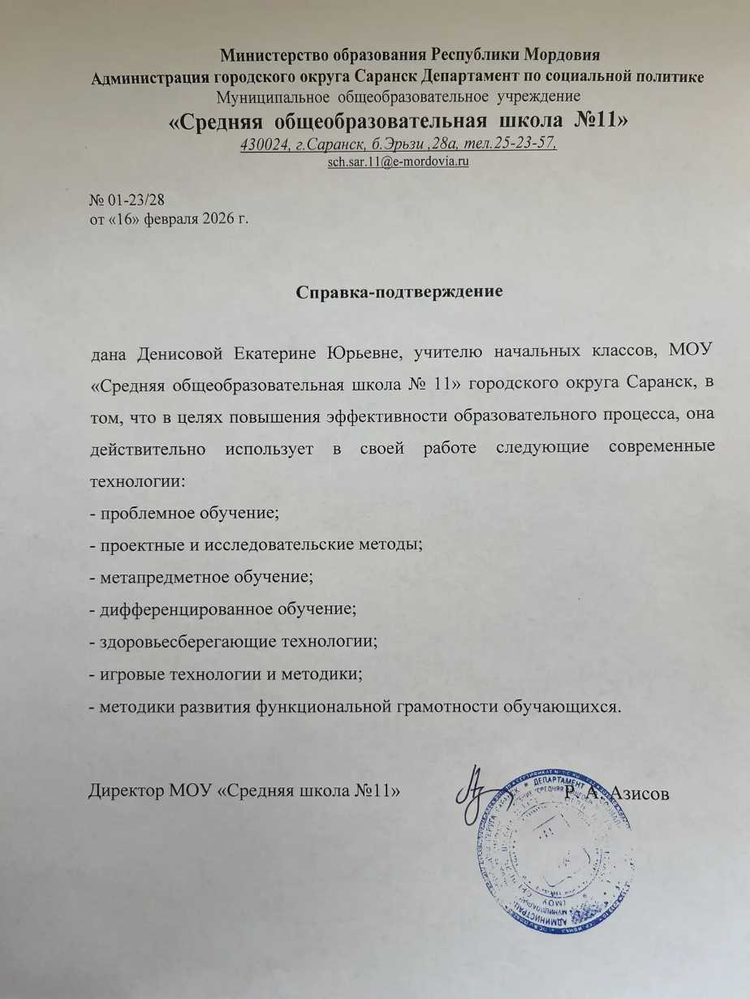 Министерство образования Республики Мордовия
Администрация городского округа Саранск Департамент по социальной политике
Муниципальное общеобразовательное учреждение
«Средняя общеобразовательная школа №11»
430024, г.Саранск, б.Эрьзи ,28а, тел.25-23-57,
sch.sar.11@e-mordovia.ru
№ 01-23/28
от «16» февраля 2026 г.
Справка-подтверждение
дана Денисовой Екатерине Юрьевне, учителю начальных классов, МОУ
«Средняя общеобразовательная школа № 11» городского округа Саранск, в
том, что в целях повышения эффективности образовательного процесса, она
действительно использует в своей работе следующие современные
технологии:
- проблемное обучение;
- проектные и исследовательские методы;
- метапредметное обучение;
- дифференцированное обучение;
- здоровьесберегающие технологии;
- игровые технологии и методики;
- методики развития функциональной грамотности обучающихся.
Директор МОУ «Средняя школа №11» Р. А. Азисов
ДЕПАРТАМЕНТ